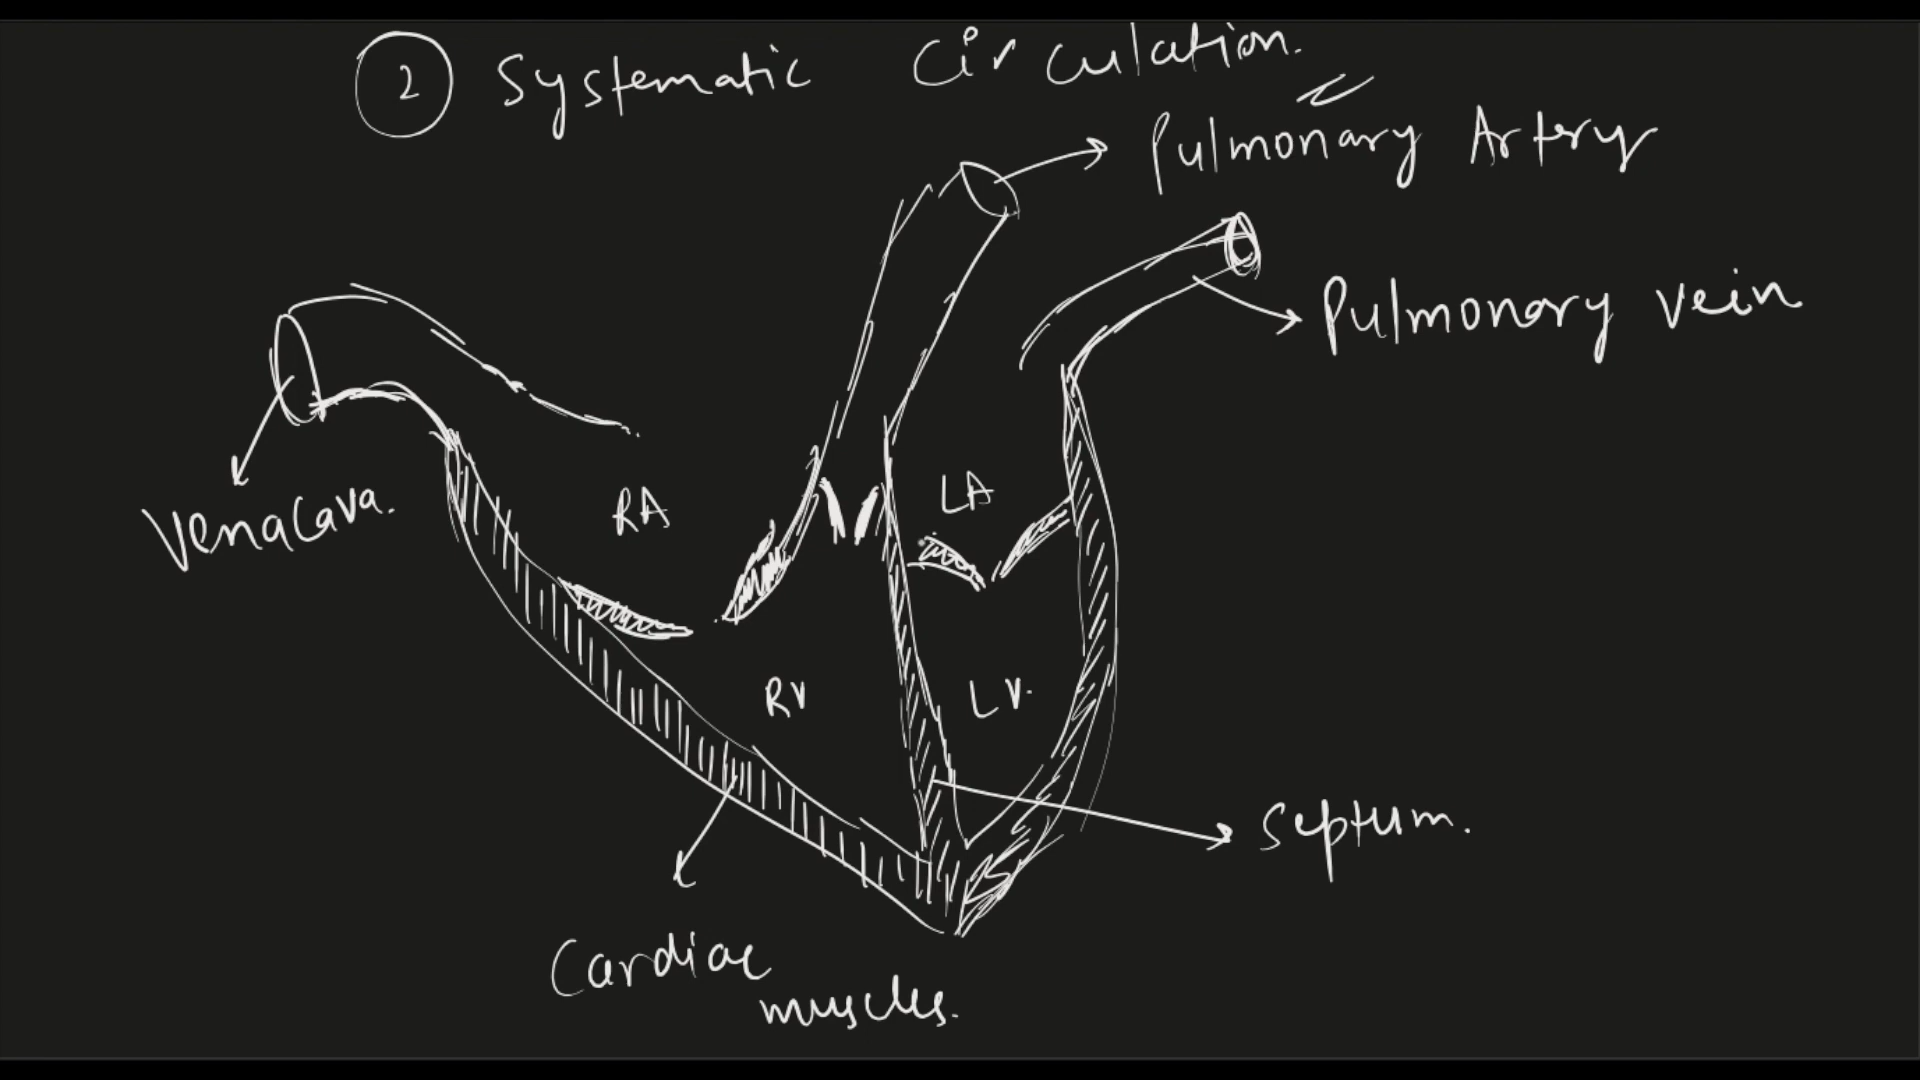 2 Systematic Circulation.
Pulmonary Artery
Pulmonary vein
Venacava.
RA
LA
RV
LV.
Septum.
Cardiac
muscles.